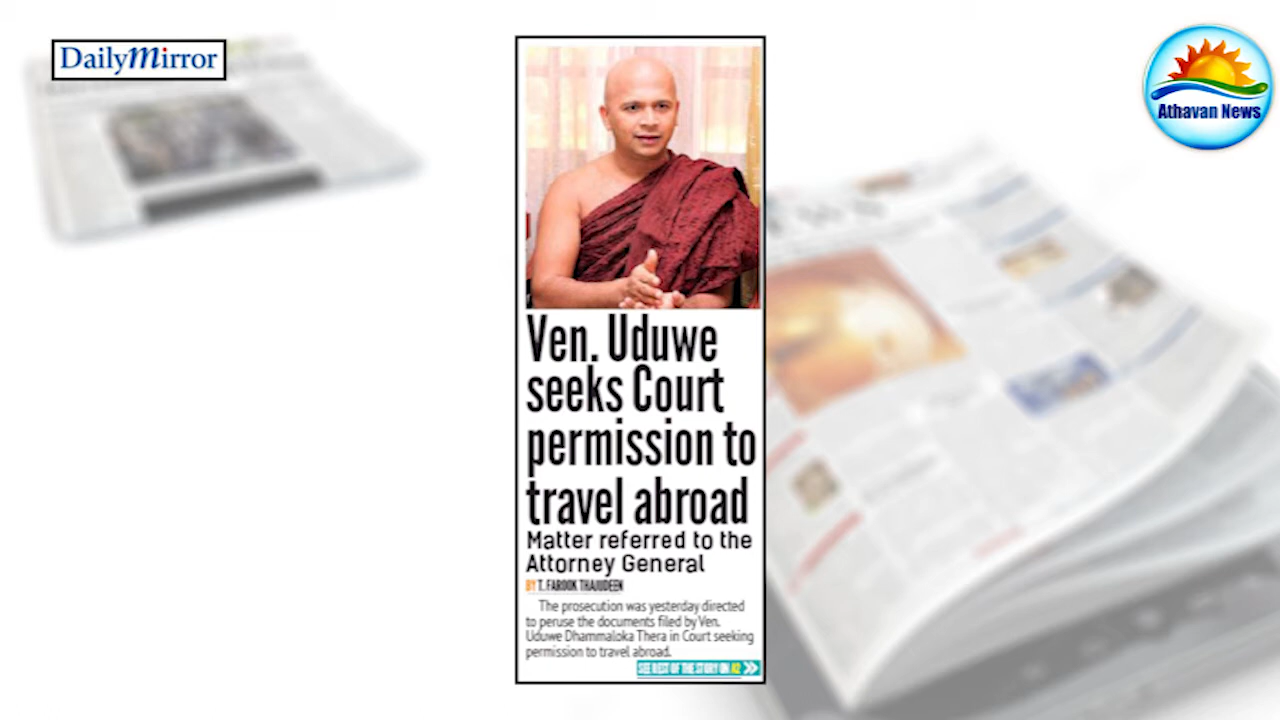 DailyMirror
Athavan News
Ven. Uduwe
seeks Court
permission to
travel abroad
Matter referred to the
Attorney General
BY T. FAROOK THAJUDEEN
The prosecution was yesterday directed
to peruse the documents filed by Ven.
Uduwe Dhammaloka Thera in Court seeking
permission to travel abroad.
SEE REST OF THE STORY ON A2